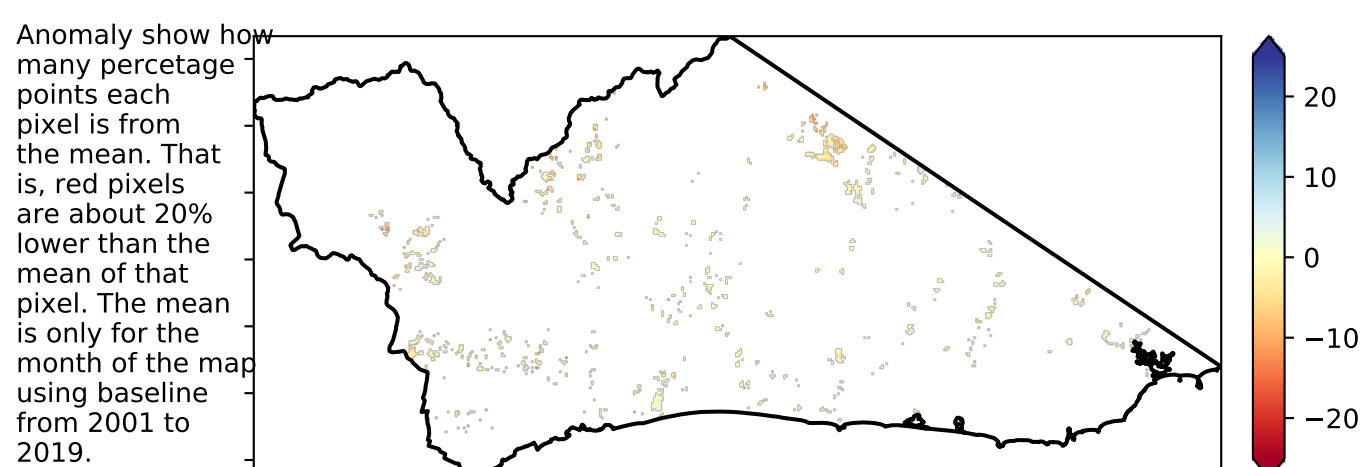 Anomaly show how
many percetage
points each
pixel is from
the mean. That
is, red pixels
are about 20%
lower than the
mean of that
pixel. The mean
is only for the
month of the map
using baseline
from 2001 to
2019.
20
10
0
−10
−20